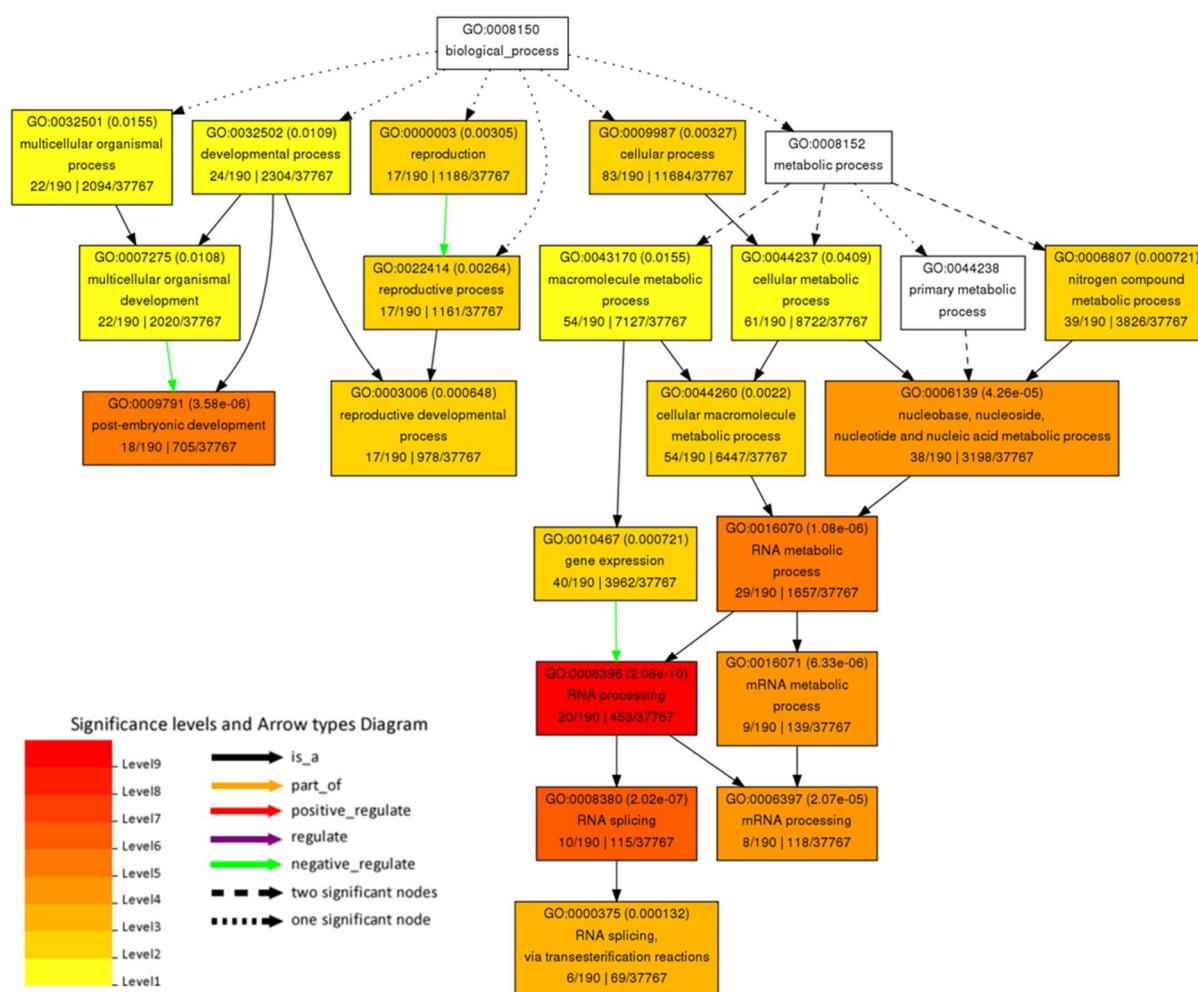 GO:0008150
biological_process
GO:0032501 (0.0155)
multicellular organismal
process
22/190 | 2094/37767
GO:0032502 (0.0109)
developmental process
24/190 | 2304/37767
GO:0000003 (0.00305)
reproduction
17/190 | 1186/37767
GO:0009987 (0.00327)
cellular process
83/190 | 11684/37767
GO:0008152
metabolic process
GO:0007275 (0.0108)
multicellular organismal
development
22/190 | 2020/37767
GO:0022414 (0.00264)
reproductive process
17/190 | 1161/37767
GO:0043170 (0.0155)
macromolecule metabolic
process
54/190 | 7127/37767
GO:0044237 (0.0409)
cellular metabolic
process
61/190 | 8722/37767
GO:0044238
primary metabolic
process
GO:0006807 (0.000721)
nitrogen compound
metabolic process
39/190 | 3826/37767
GO:0009791 (3.58e-06)
post-embryonic development
18/190 | 705/37767
GO:0003006 (0.000648)
reproductive developmental
process
17/190 | 978/37767
GO:0044260 (0.0022)
cellular macromolecule
metabolic process
54/190 | 6447/37767
GO:0006139 (4.26e-05)
nucleobase, nucleoside,
nucleotide and nucleic acid metabolic process
38/190 | 3198/37767
GO:0010467 (0.000721)
gene expression
40/190 | 3962/37767
GO:0016070 (1.08e-06)
RNA metabolic
process
29/190 | 1657/37767
GO:0006396 (2.06e-10)
RNA processing
20/190 | 453/37767
GO:0016071 (6.33e-06)
mRNA metabolic
process
9/190 | 139/37767
GO:0008380 (2.02e-07)
RNA splicing
10/190 | 115/37767
GO:0006397 (2.07e-05)
mRNA processing
8/190 | 118/37767
GO:0000375 (0.000132)
RNA splicing,
via transesterification reactions
6/190 | 69/37767
Significance levels and Arrow types Diagram
Level9
Level8
Level7
Level6
Level5
Level4
Level3
Level2
Level1
is_a
part_of
positive_regulate
regulate
negative_regulate
two significant nodes
one significant node